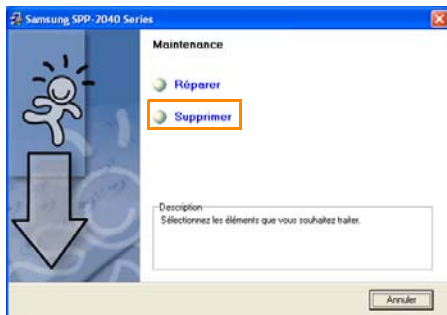 Samsung SPP-2040 Series
Maintenance
Réparer
Supprimer
Description
Sélectionnez les éléments que vous souhaitez traiter.
Annuler